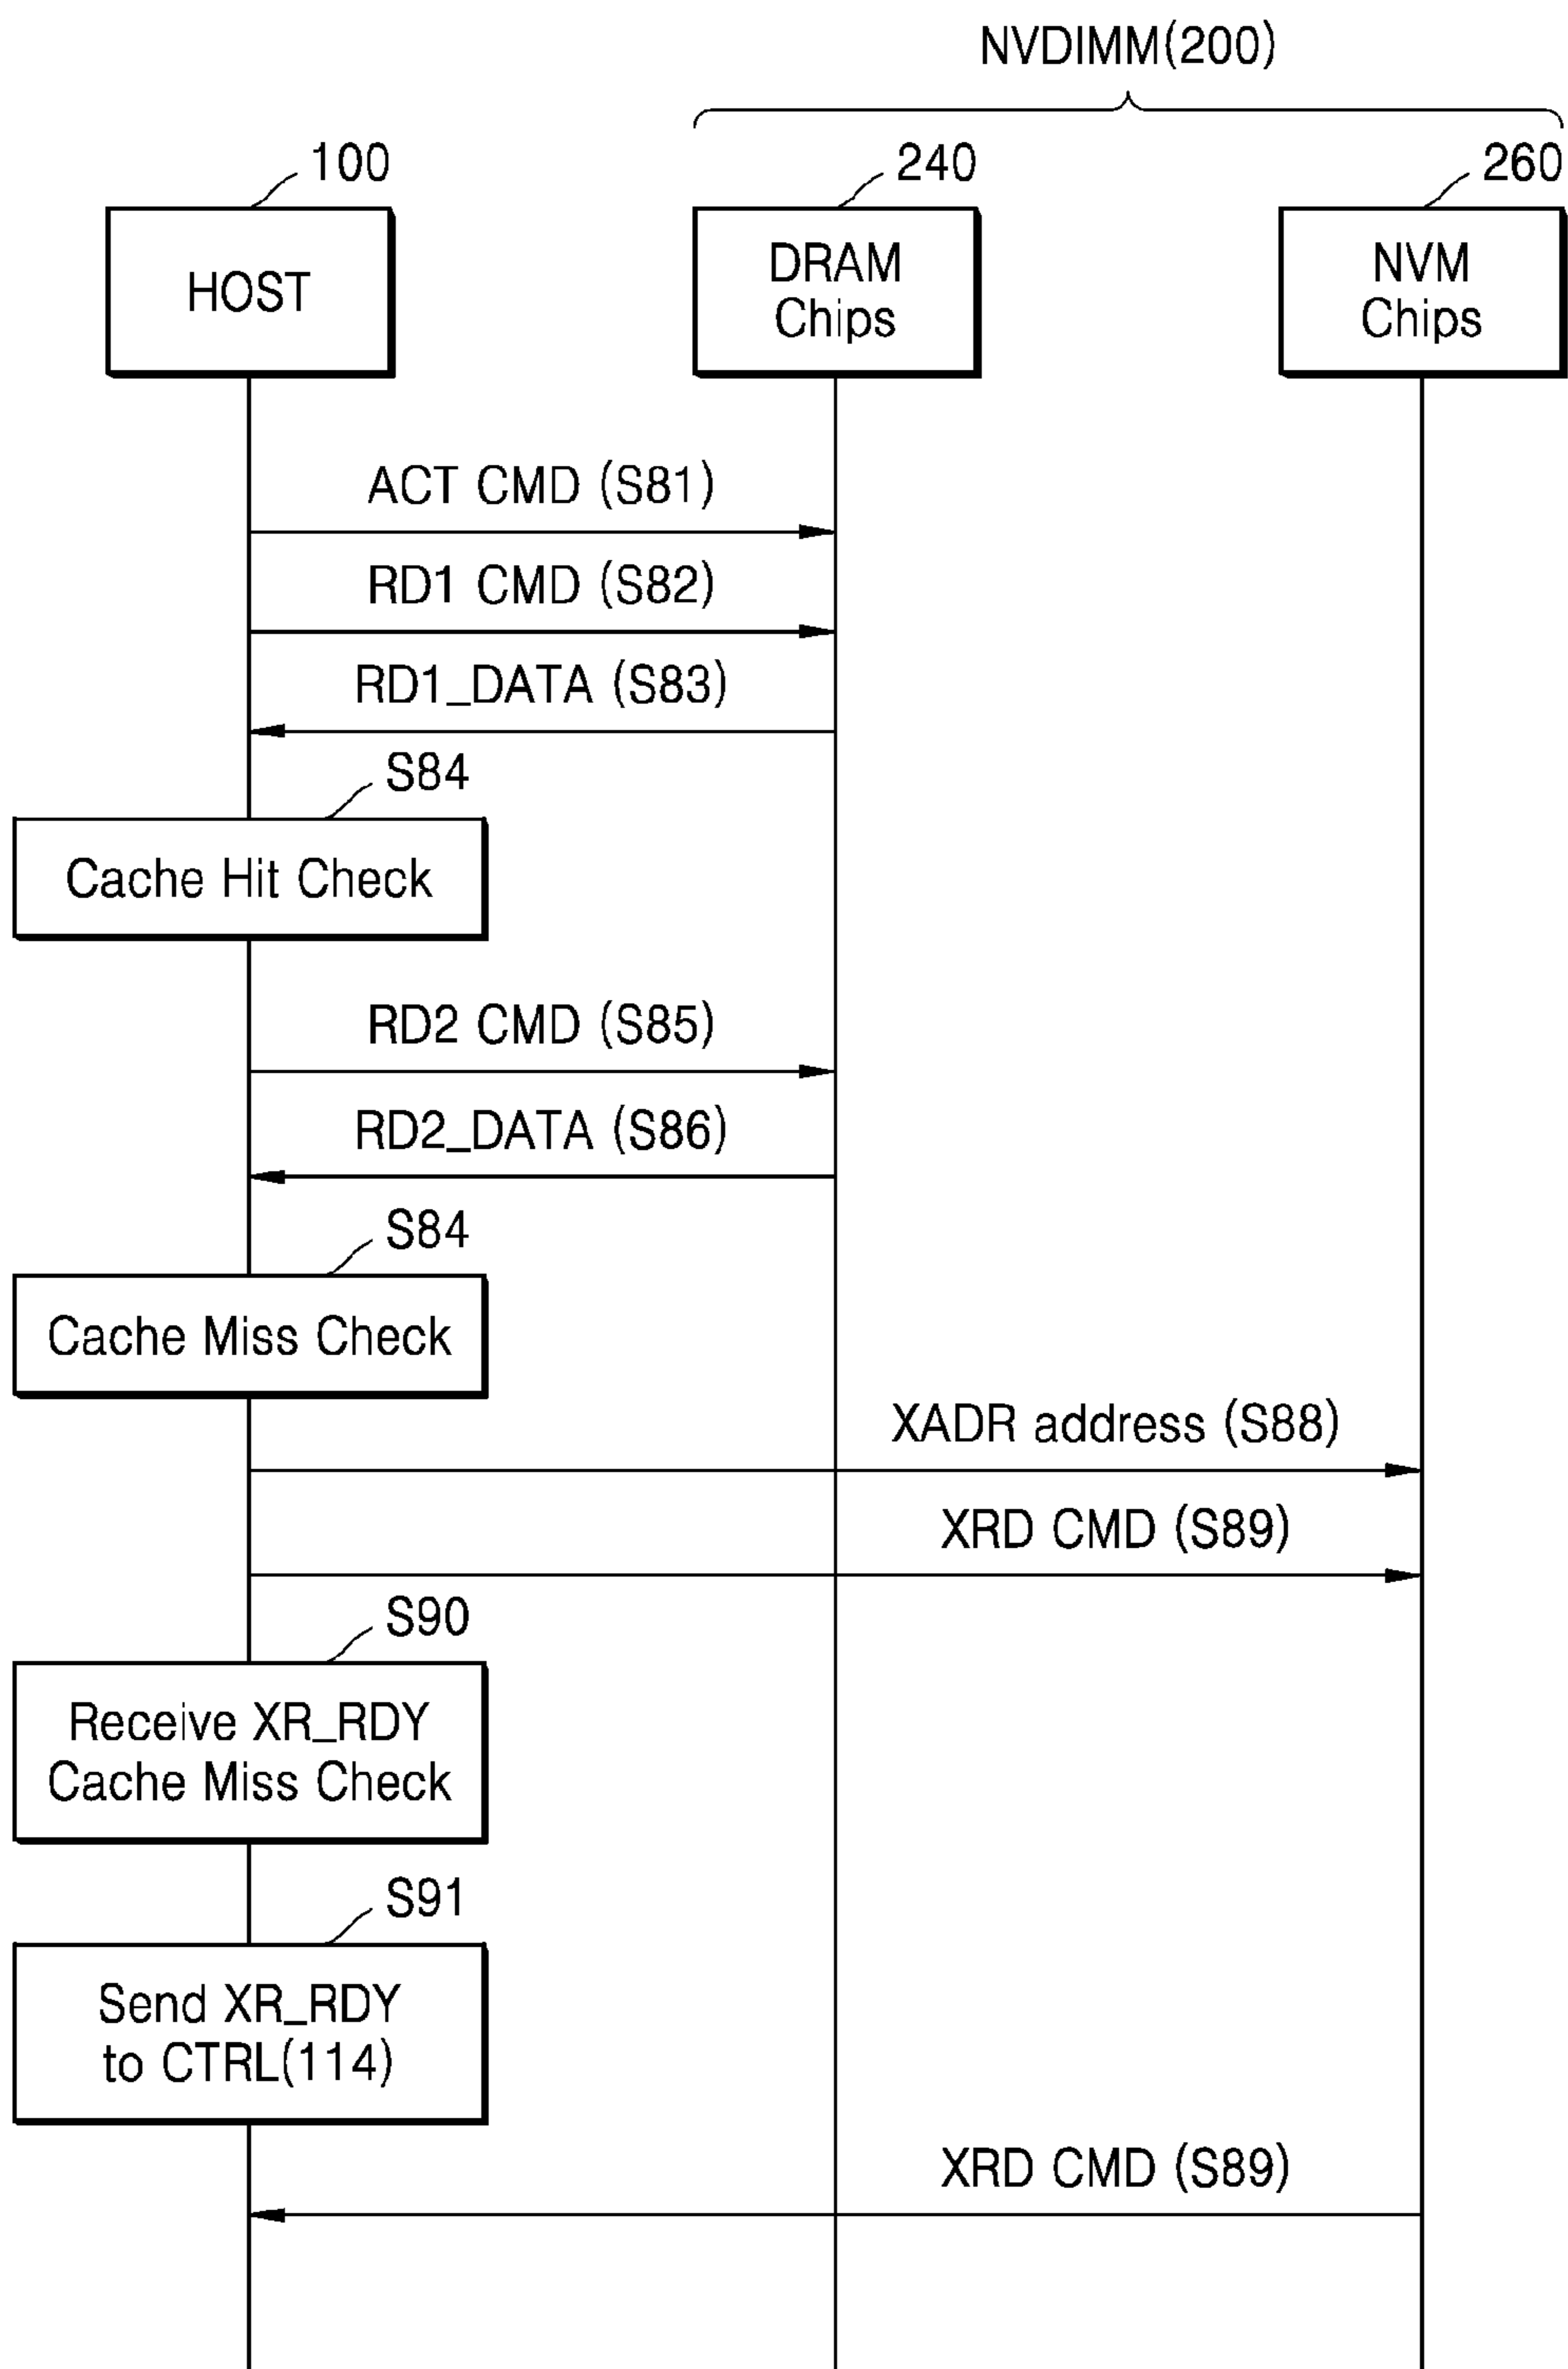 NVDIMM(200)
100
240
260
HOST
DRAM
Chips
NVM
Chips
ACT CMD (S81)
RD1 CMD (S82)
RD1_DATA (S83)
S84
Cache Hit Check
RD2 CMD (S85)
RD2_DATA (S86)
S84
Cache Miss Check
XADR address (S88)
XRD CMD (S89)
S90
Receive XR_RDY
Cache Miss Check
S91
Send XR_RDY
to CTRL(114)
XRD CMD (S89)